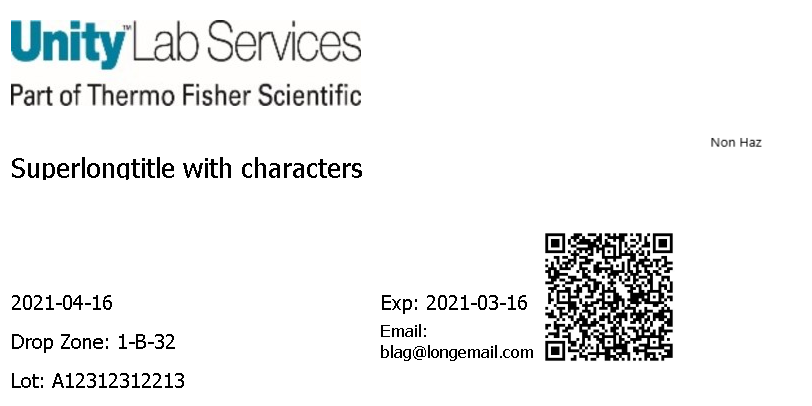 Unity™ Lab Services
Part of Thermo Fisher Scientific
Non Haz
Superlongtitle with characters
2021-04-16
Exp: 2021-03-16
Drop Zone: 1-B-32
Email:
blag@longemail.com
Lot: A12312312213